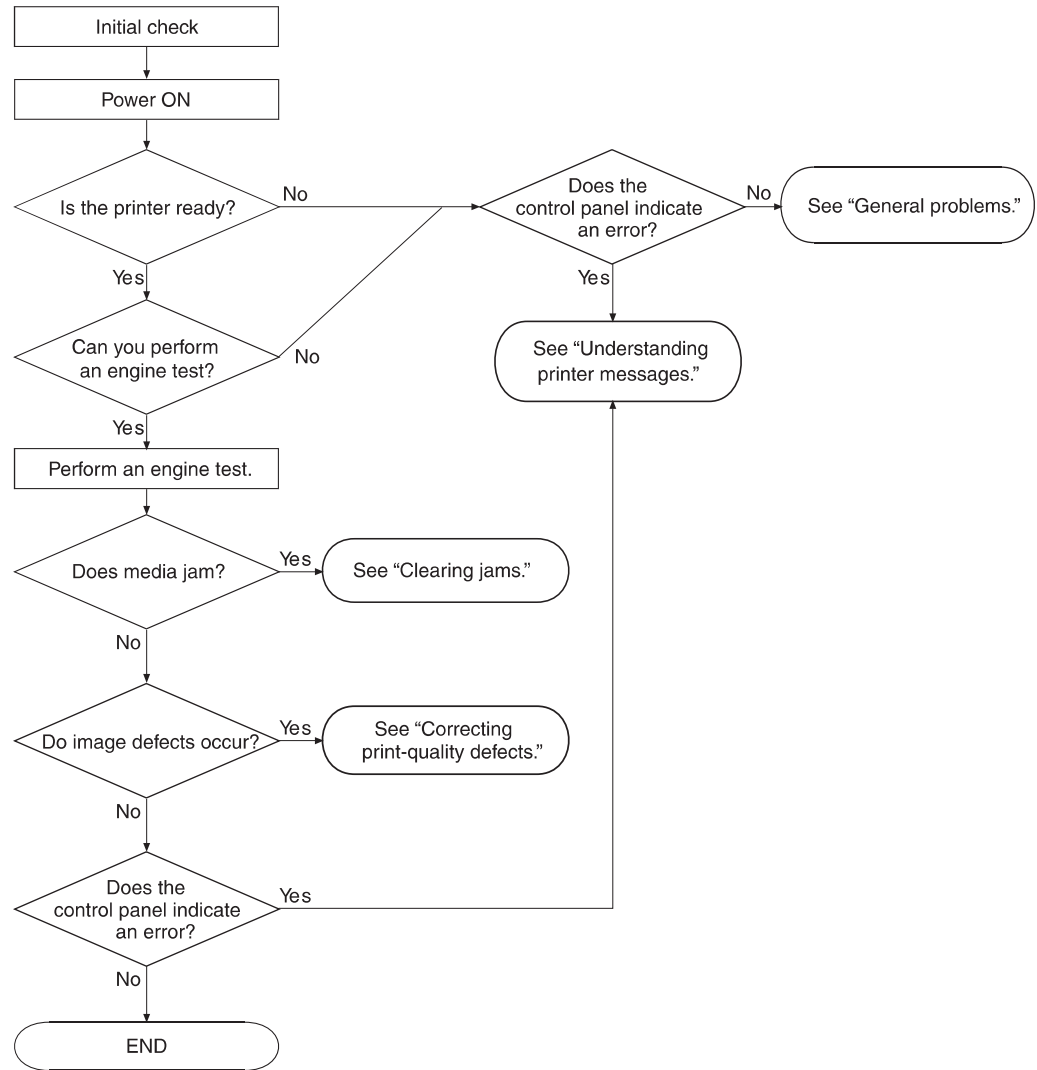 Initial check
Power ON
Is the printer ready?
No
Does the
control panel indicate
an error?
No
See “General problems.”
Yes
Yes
Can you perform
an engine test?
No
See “Understanding
printer messages.”
Yes
Perform an engine test.
Does media jam?
Yes
See “Clearing jams.”
No
Do image defects occur?
Yes
See “Correcting
print-quality defects.”
No
Does the
control panel indicate
an error?
Yes
No
END